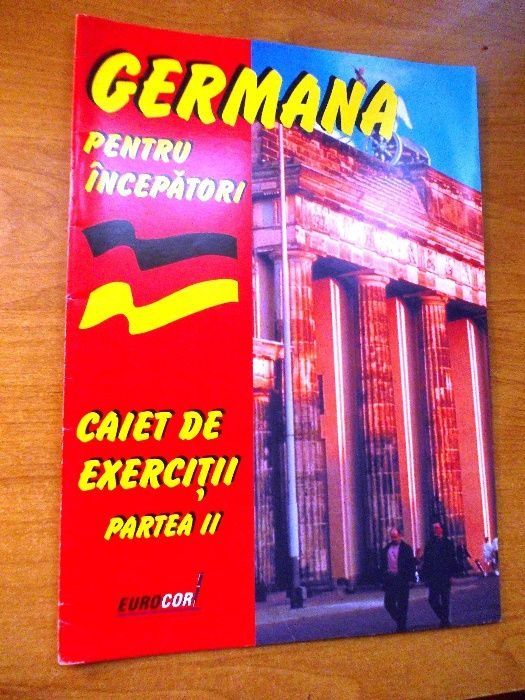 GERMANA
PENTRU
ÎNCEPĂTORI
CAIET DE
EXERCIȚII
PARTEA II
EUROCOR